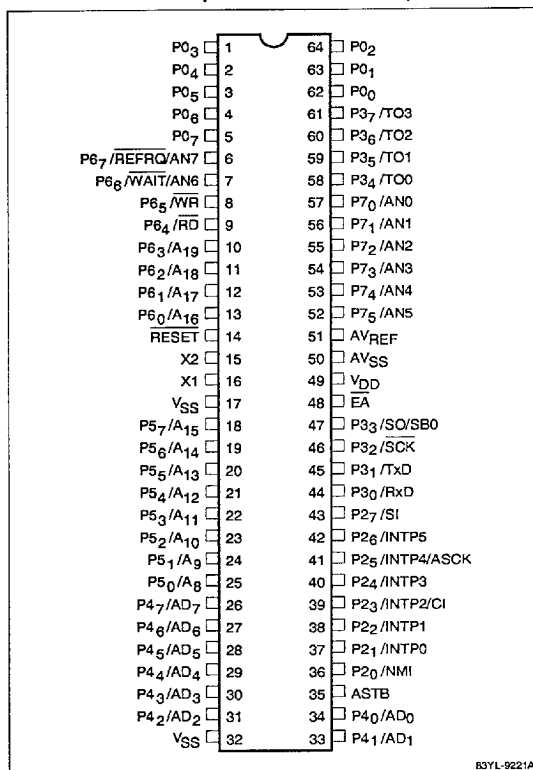 P0₃ 1 64 P0₂
P0₄ 2 63 P0₁
P0₅ 3 62 P0₀
P0₆ 4 61 P3₇/TO3
P0₇ 5 60 P3₆/TO2
P6₇/REFRQ/AN7 6 59 P3₅/TO1
P6₆/WAIT/AN6 7 58 P3₄/TO0
P6₅/WR 8 57 P7₀/AN0
P6₄/RD 9 56 P7₁/AN1
P6₃/A₁₉ 10 55 P7₂/AN2
P6₂/A₁₈ 11 54 P7₃/AN3
P6₁/A₁₇ 12 53 P7₄/AN4
P6₀/A₁₆ 13 52 P7₅/AN5
RESET 14 51 AVREF
X2 15 50 AVSS
X1 16 49 VDD
VSS 17 48 EA
P5₇/A₁₅ 18 47 P3₃/SO/SB0
P5₆/A₁₄ 19 46 P3₂/SCK
P5₅/A₁₃ 20 45 P3₁/TxD
P5₄/A₁₂ 21 44 P3₀/RxD
P5₃/A₁₁ 22 43 P2₇/SI
P5₂/A₁₀ 23 42 P2₆/INTP5
P5₁/A₉ 24 41 P2₅/INTP4/ASCK
P5₀/A₈ 25 40 P2₄/INTP3
P4₇/AD₇ 26 39 P2₃/INTP2/CI
P4₆/AD₆ 27 38 P2₂/INTP1
P4₅/AD₅ 28 37 P2₁/INTP0
P4₄/AD₄ 29 36 P2₀/NMI
P4₃/AD₃ 30 35 ASTB
P4₂/AD₂ 31 34 P4₀/AD₀
VSS 32 33 P4₁/AD₁
83YL-9221A